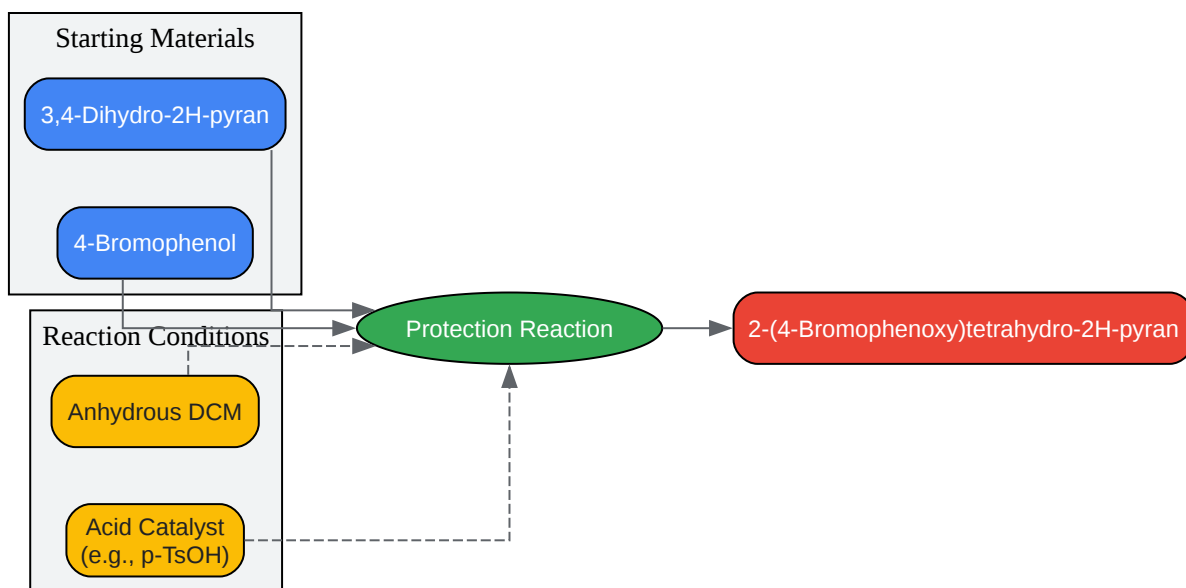 Starting Materials
3,4-Dihydro-2H-pyran
4-Bromophenol
Reaction Conditions
Anhydrous DCM
Acid Catalyst
(e.g., p-TsOH)
Protection Reaction
2-(4-Bromophenoxy)tetrahydro-2H-pyran